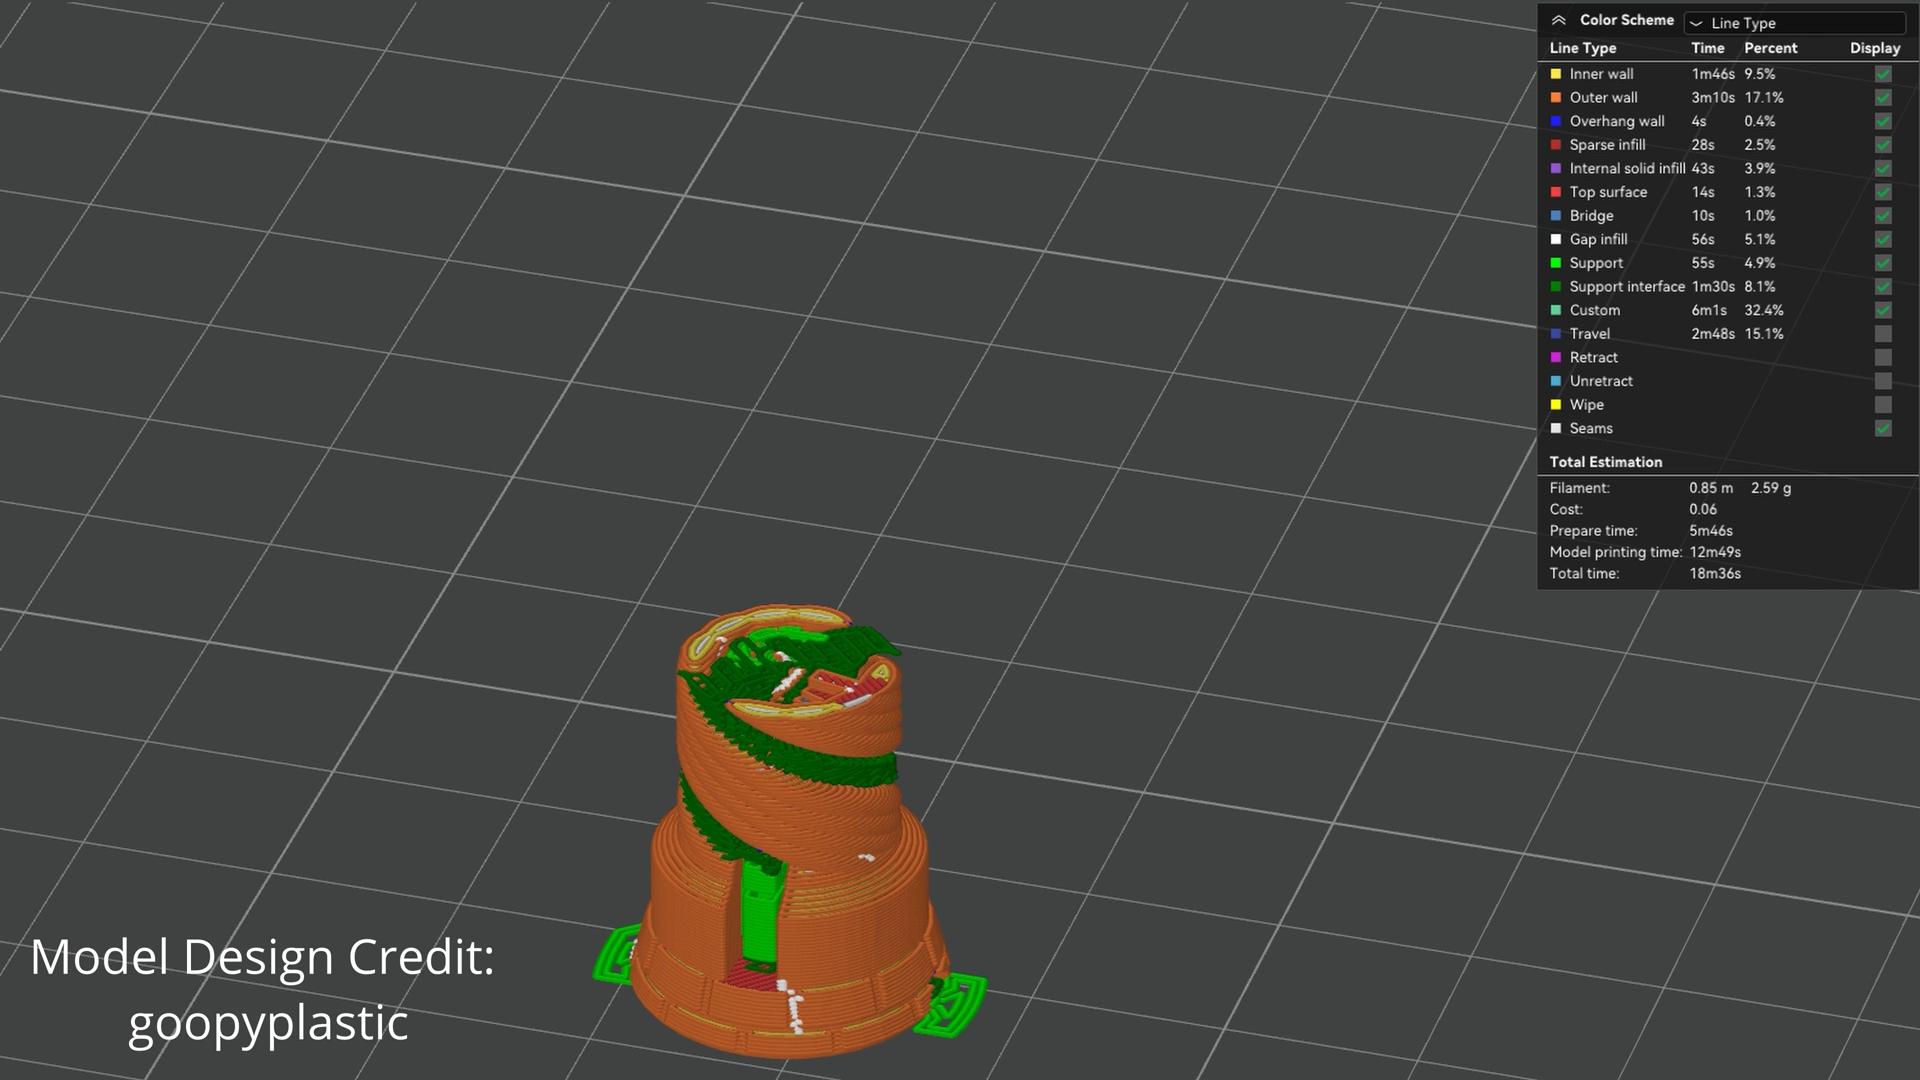 Color Scheme Line Type
Line Type Time Percent Display
Inner wall 1m46s 9.5%
Outer wall 3m10s 17.1%
Overhang wall 4s 0.4%
Sparse infill 28s 2.5%
Internal solid infill 43s 3.9%
Top surface 14s 1.3%
Bridge 10s 1.0%
Gap infill 56s 5.1%
Support 55s 4.9%
Support interface 1m30s 8.1%
Custom 6m1s 32.4%
Travel 2m48s 15.1%
Retract
Unretract
Wipe
Seams
Total Estimation
Filament: 0.85 m 2.59 g
Cost: 0.06
Prepare time: 5m46s
Model printing time: 12m49s
Total time: 18m36s
Model Design Credit:
goopyplastic